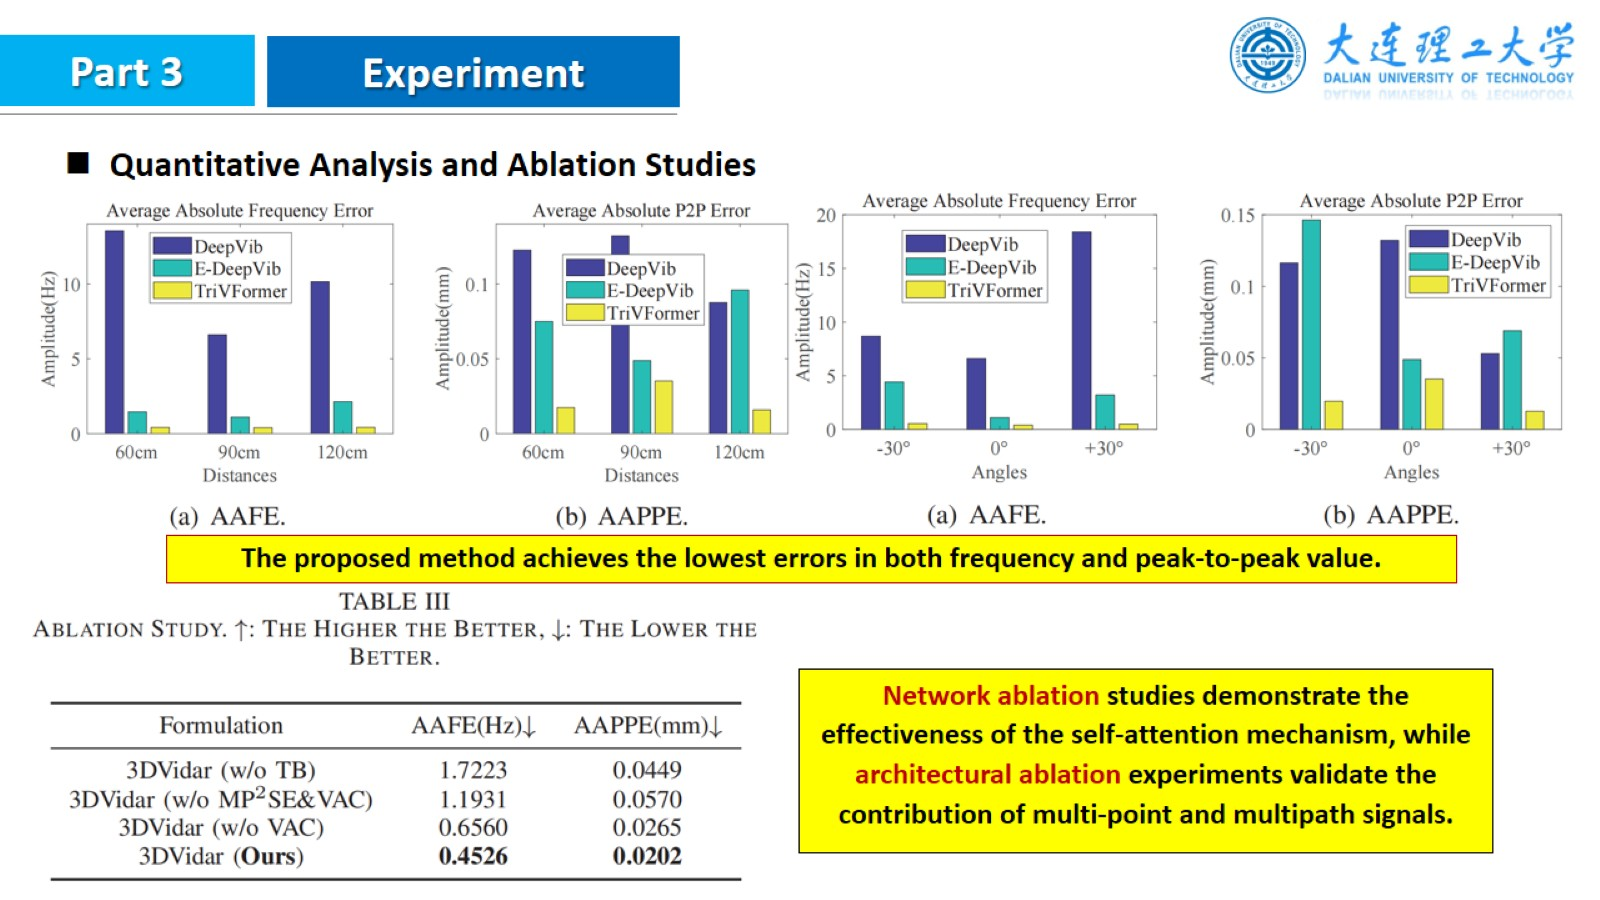 Part 3
Experiment
大连理工大学
DALIAN UNIVERSITY OF TECHNOLOGY
■ Quantitative Analysis and Ablation Studies
Average Absolute Frequency Error
Amplitude(Hz)
10
5
0
DeepVib
E-DeepVib
TriVFormer
60cm 90cm 120cm
Distances
(a) AAFE.
Average Absolute P2P Error
Amplitude(mm)
0.1
0.05
0
DeepVib
E-DeepVib
TriVFormer
60cm 90cm 120cm
Distances
(b) AAPPE.
Average Absolute Frequency Error
Amplitude(Hz)
20
15
10
5
0
DeepVib
E-DeepVib
TriVFormer
-30° 0° +30°
Angles
(a) AAFE.
Average Absolute P2P Error
Amplitude(mm)
0.15
0.1
0.05
0
DeepVib
E-DeepVib
TriVFormer
-30° 0° +30°
Angles
(b) AAPPE.
The proposed method achieves the lowest errors in both frequency and peak-to-peak value.
TABLE III
ABLATION STUDY. ↑: THE HIGHER THE BETTER, ↓: THE LOWER THE
BETTER.
Formulation AAFE(Hz)↓ AAPPE(mm)↓
3DVidar (w/o TB) 1.7223 0.0449
3DVidar (w/o MP²SE&VAC) 1.1931 0.0570
3DVidar (w/o VAC) 0.6560 0.0265
3DVidar (Ours) 0.4526 0.0202
Network ablation studies demonstrate the
effectiveness of the self-attention mechanism, while
architectural ablation experiments validate the
contribution of multi-point and multipath signals.